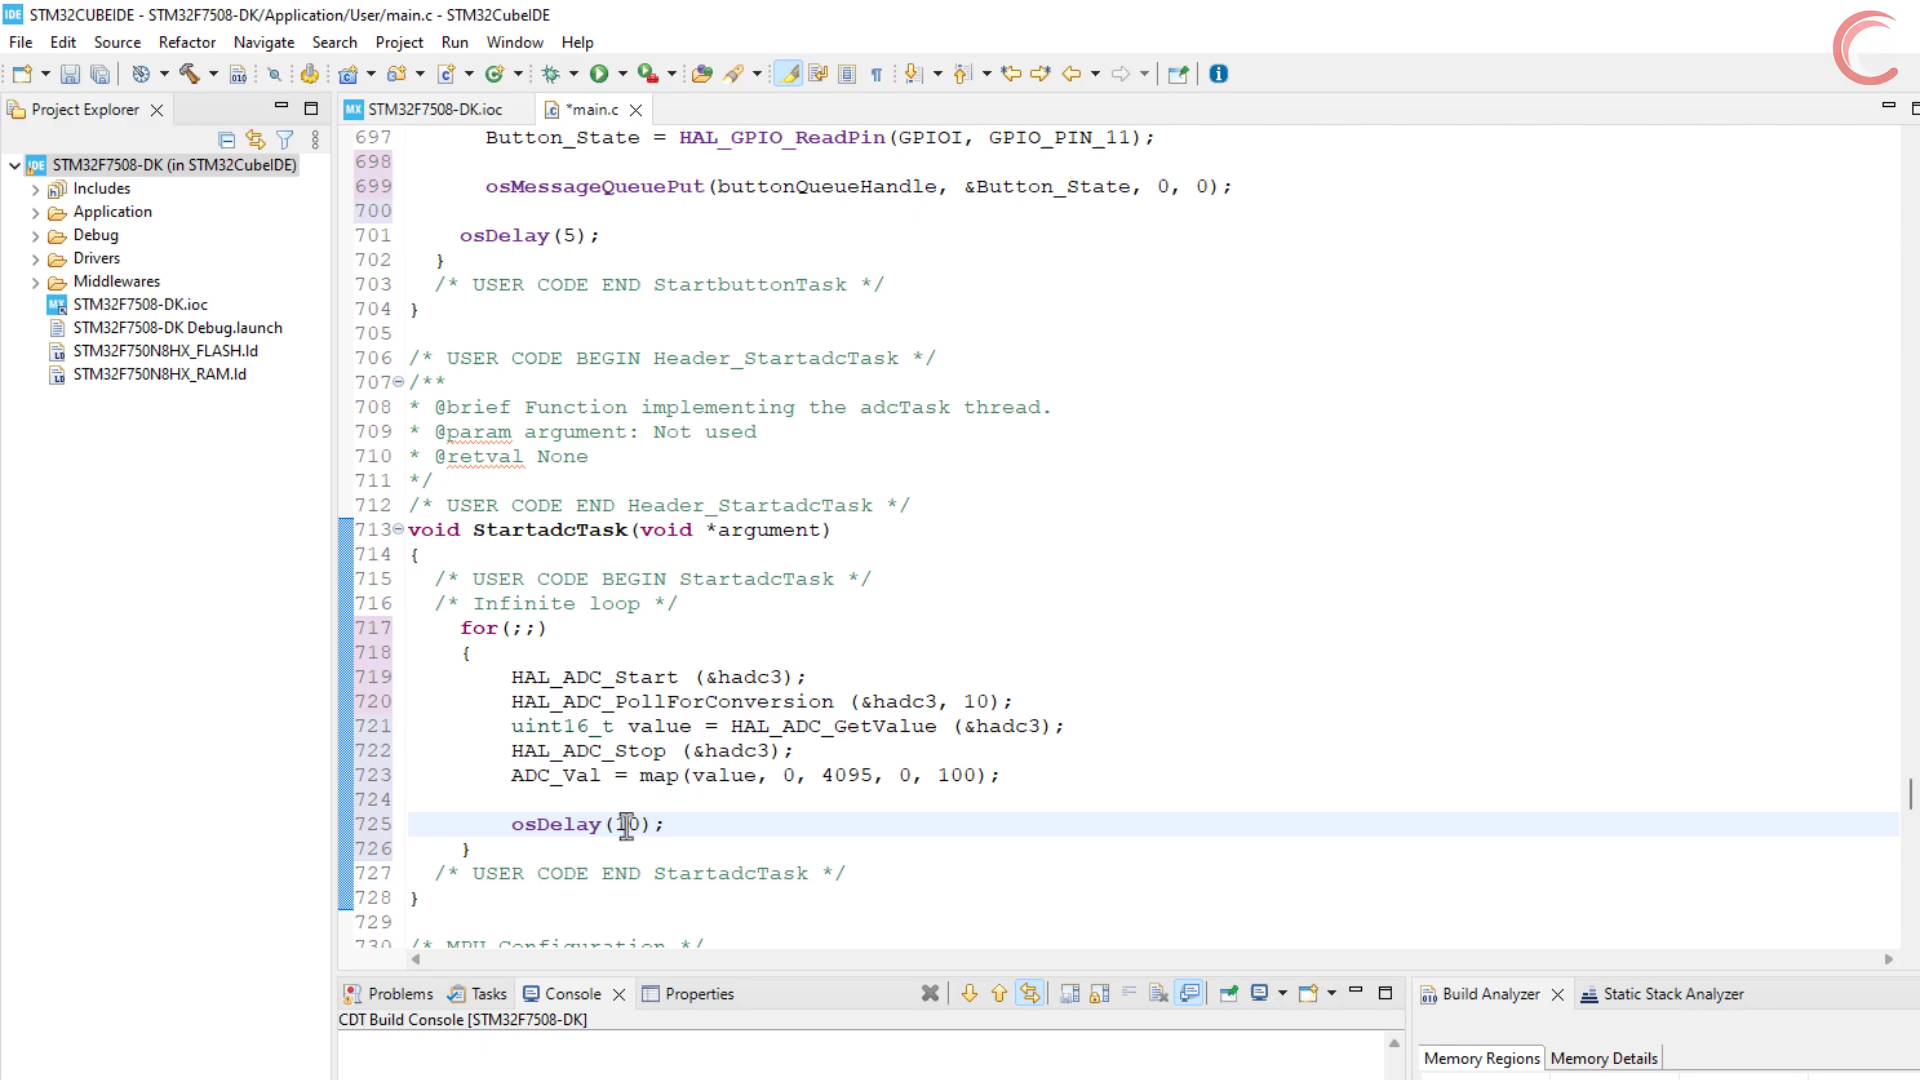 STM32CUBEIDE - STM32F7508-DK/Application/User/main.c - STM32CubeIDE
File Edit Source Refactor Navigate Search Project Run Window Help
Project Explorer
STM32F7508-DK (in STM32CubeIDE)
Includes
Application
Debug
Drivers
Middlewares
STM32F7508-DK.ioc
STM32F7508-DK Debug.launch
STM32F750N8HX_FLASH.ld
STM32F750N8HX_RAM.ld
STM32F7508-DK.ioc *main.c
697 Button_State = HAL_GPIO_ReadPin(GPIOI, GPIO_PIN_11);
698
699 osMessageQueuePut(buttonQueueHandle, &Button_State, 0, 0);
700
701 osDelay(5);
702 }
703 /* USER CODE END StartbuttonTask */
704 }
705
706 /* USER CODE BEGIN Header_StartadcTask */
707 /**
708 * @brief Function implementing the adcTask thread.
709 * @param argument: Not used
710 * @retval None
711 */
712 /* USER CODE END Header_StartadcTask */
713 void StartadcTask(void *argument)
714 {
715 /* USER CODE BEGIN StartadcTask */
716 /* Infinite loop */
717 for(;;)
718 {
719 HAL_ADC_Start (&hadc3);
720 HAL_ADC_PollForConversion (&hadc3, 10);
721 uint16_t value = HAL_ADC_GetValue (&hadc3);
722 HAL_ADC_Stop (&hadc3);
723 ADC_Val = map(value, 0, 4095, 0, 100);
724
725 osDelay(10);
726 }
727 /* USER CODE END StartadcTask */
728 }
729
730 /* MPU Configuration */
Problems Tasks Console Properties
CDT Build Console [STM32F7508-DK]
Build Analyzer Static Stack Analyzer
Memory Regions Memory Details